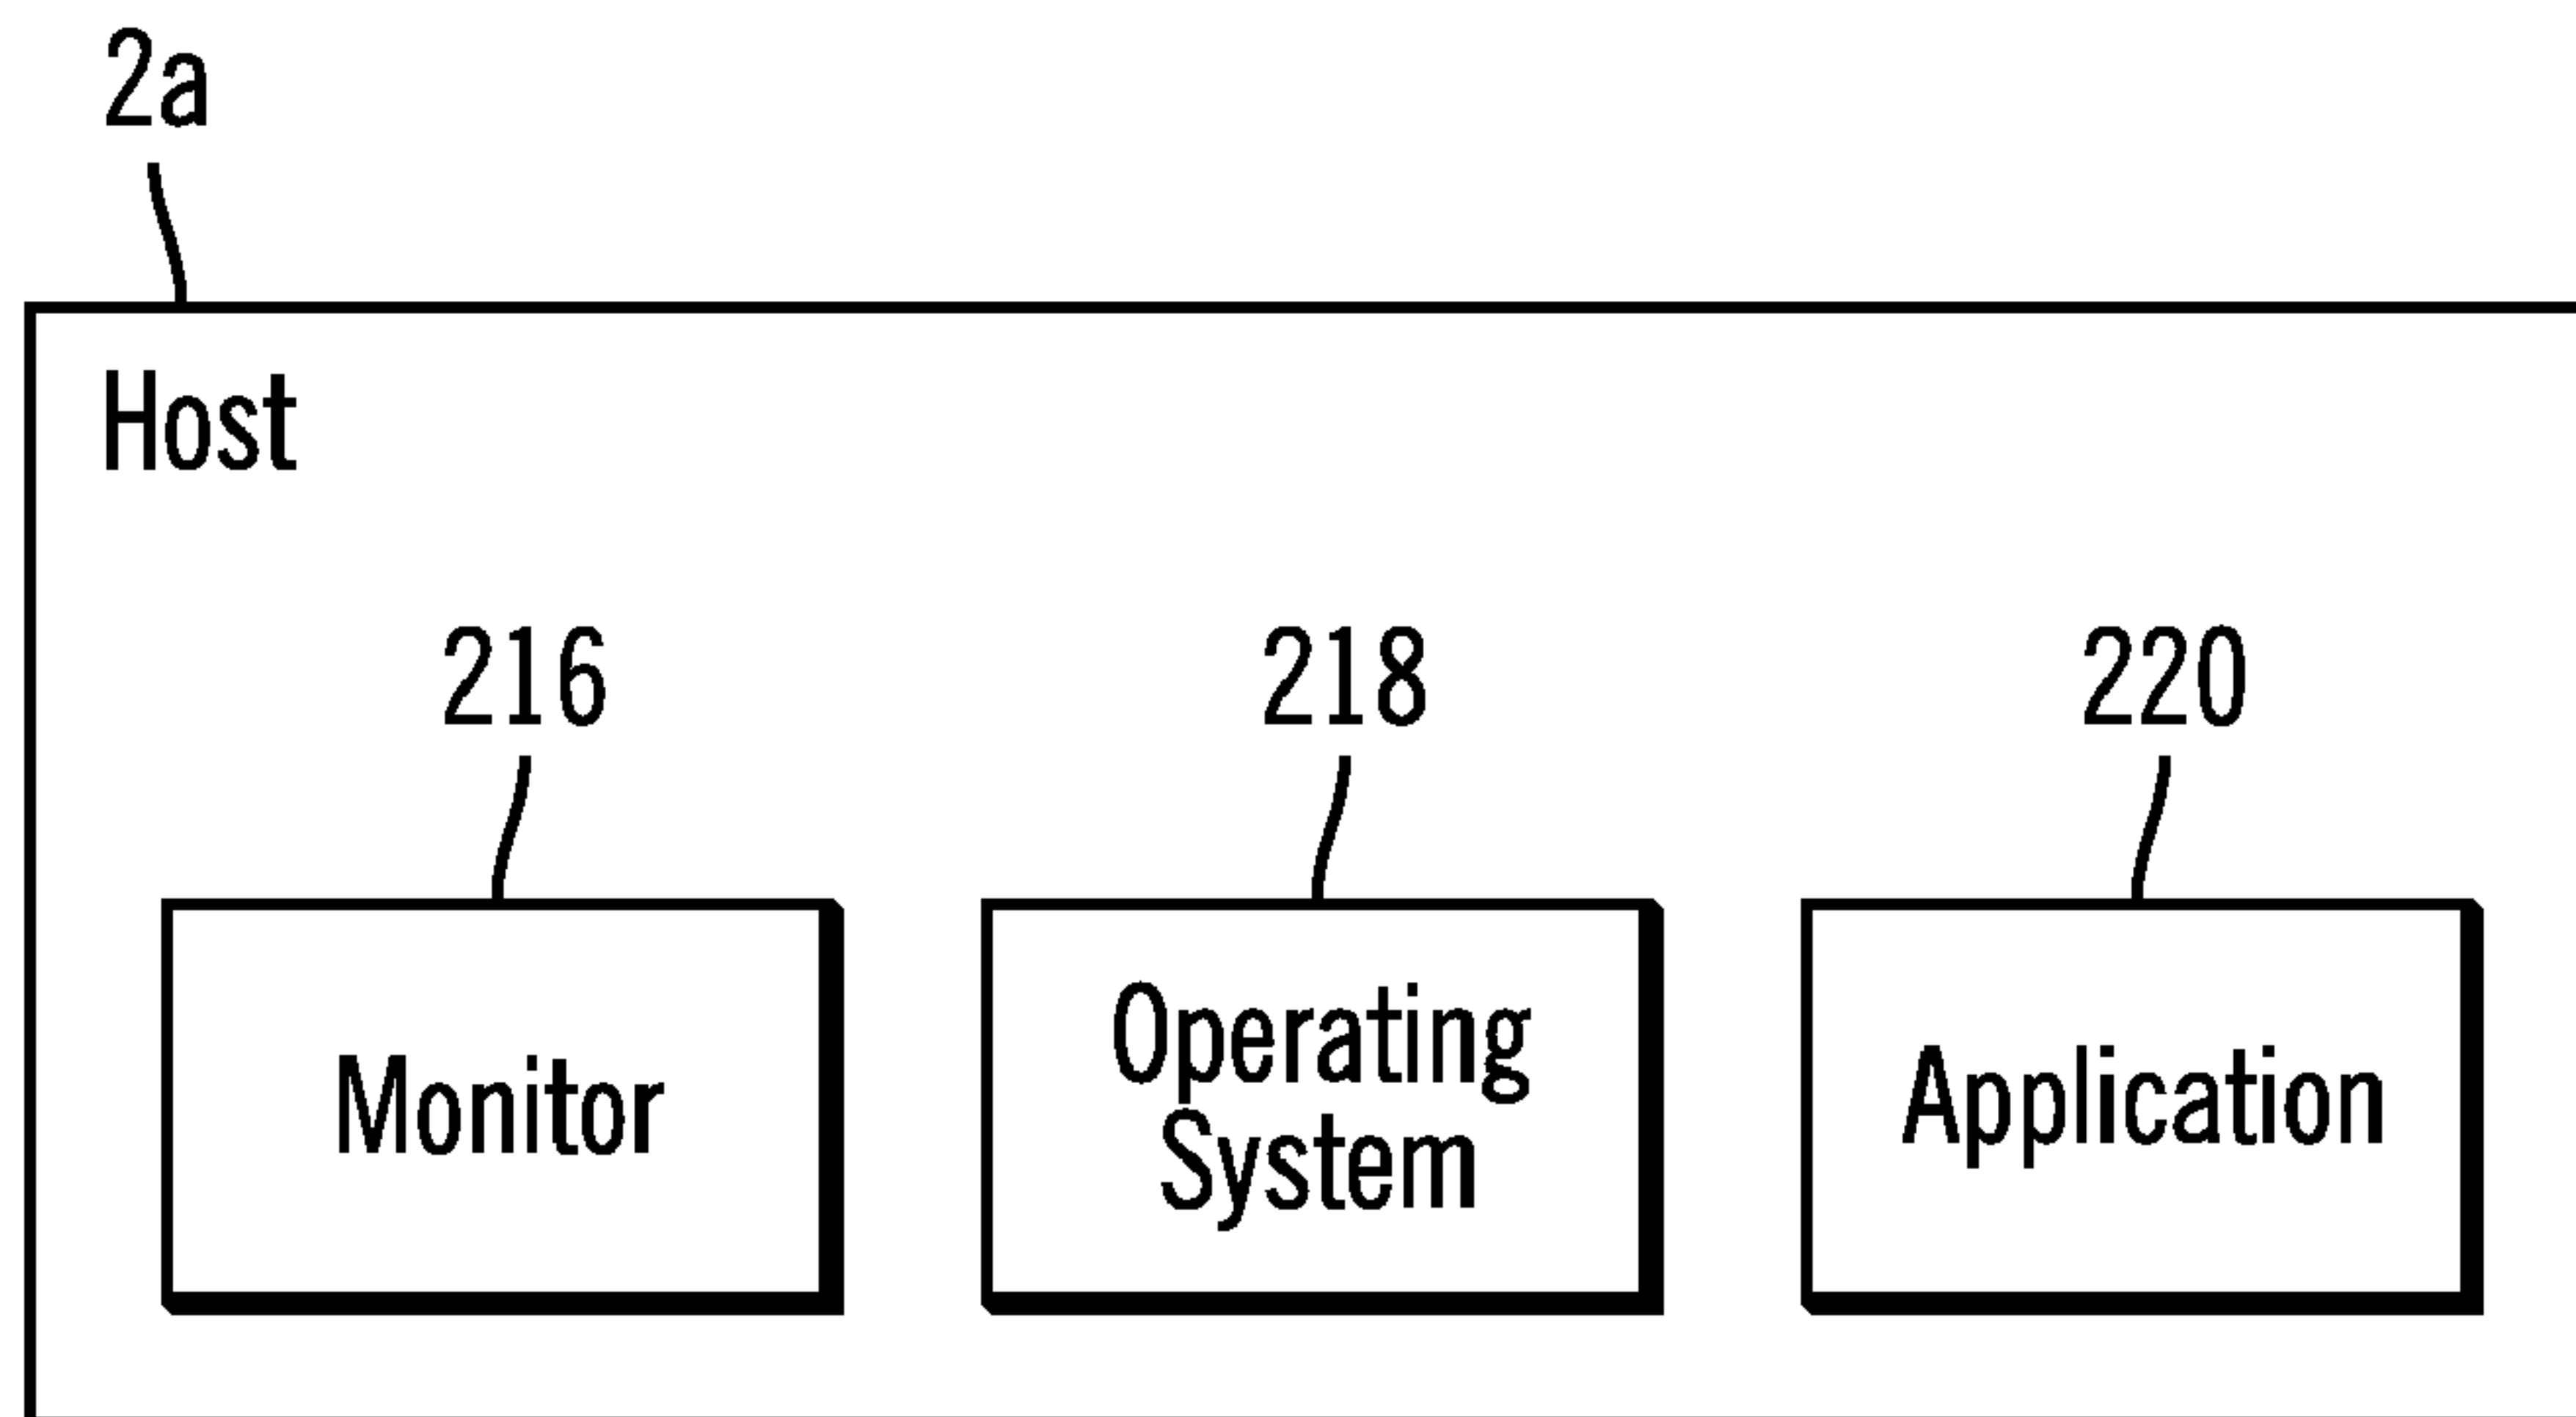 2a
Host
216
218
220
Monitor
Operating
System
Application